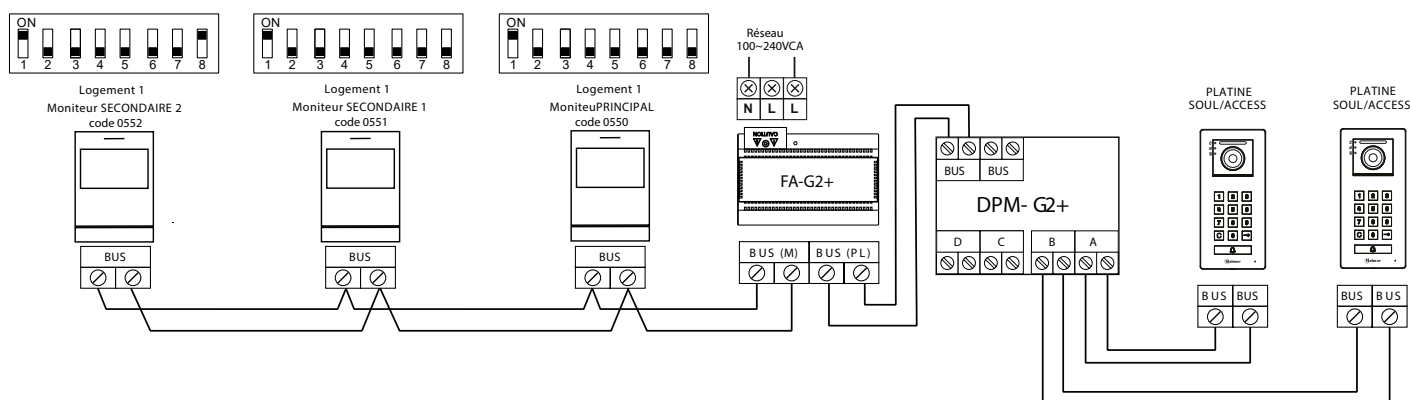 ON
1 2 3 4 5 6 7 8
ON
1 2 3 4 5 6 7 8
ON
1 2 3 4 5 6 7 8
Logement 1
Moniteur SECONDAIRE 2
code 0552
Logement 1
Moniteur SECONDAIRE 1
code 0551
Logement 1
MoniteuPRINCIPAL
code 0550
Réseau
100~240VCA
N L L
CAUTION
FA-G2+
BUS BUS
DPM- G2+
D C B A
PLATINE
SOUL/ACCESS
PLATINE
SOUL/ACCESS
BUS
BUS
BUS
BUS (M) BUS (PL)
BUS BUS
BUS BUS